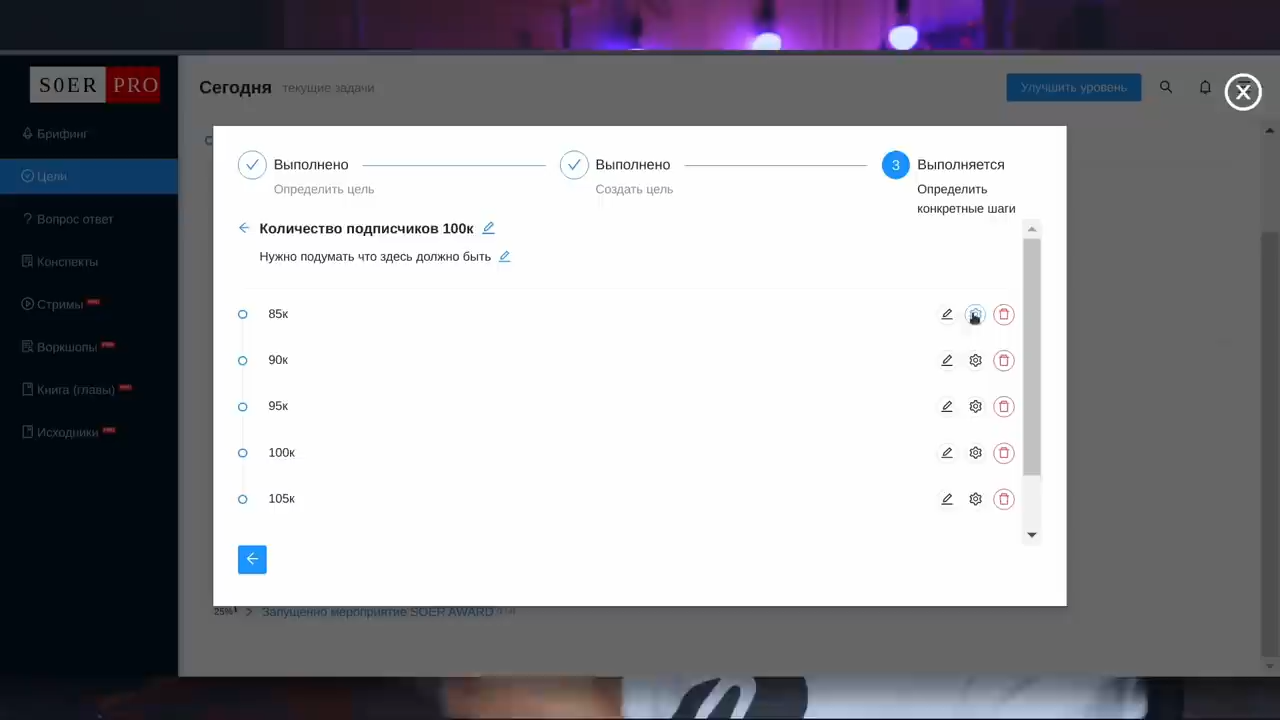 S0ER PRO
Сегодня текущие задачи
Улучшить уровень
Брифинг
Цели
? Вопрос ответ
Конспекты
Стримы
Воркшопы
Книга (главы)
Исходники
Выполнено
Определить цель
Выполнено
Создать цель
3 Выполняется
Определить
конкретные шаги
Количество подписчиков 100к
Нужно подумать что здесь должно быть
85к
90к
95к
100к
105к
25% Запущенно мероприятие SOER AWARD